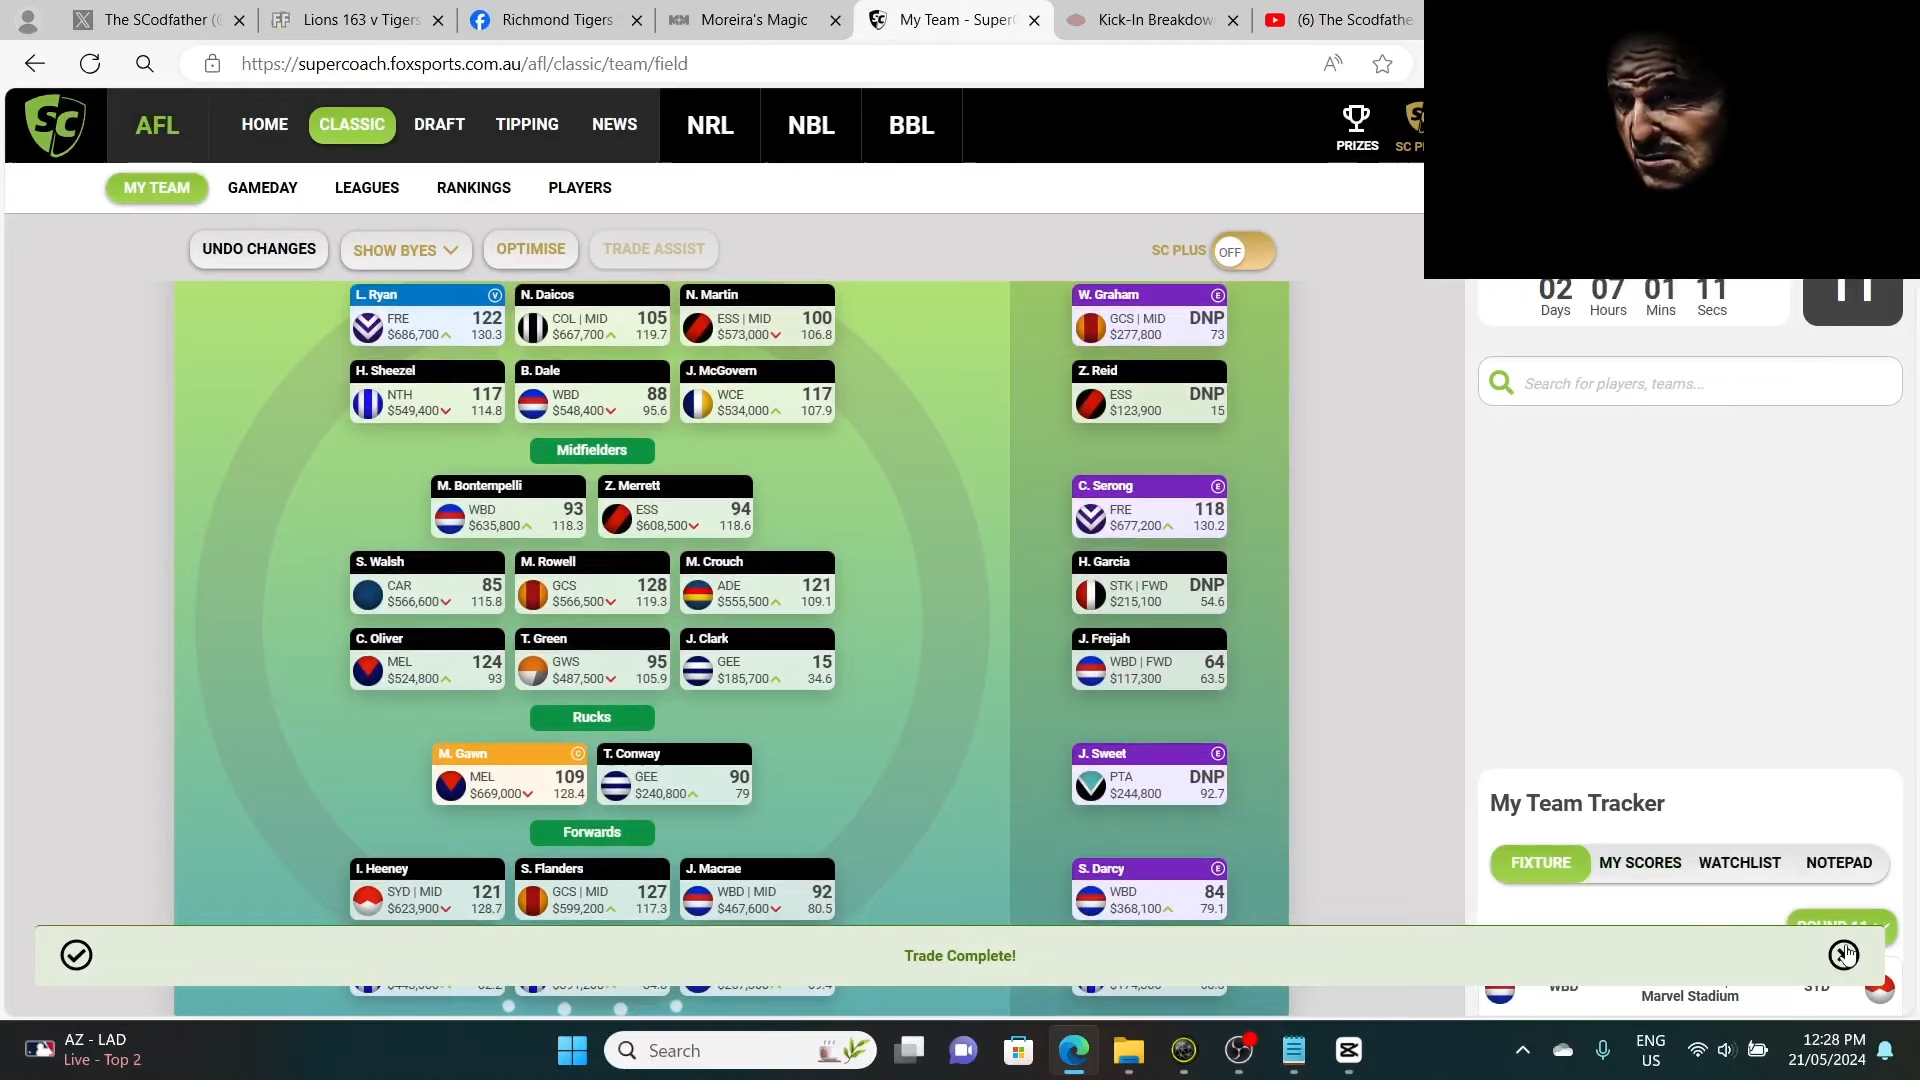 The SCodfather (
Lions 163 v Tigers
Richmond Tigers
Moreira's Magic
My Team - SuperC
Kick-In Breakdow
(6) The Scodfathe
https://supercoach.foxsports.com.au/afl/classic/team/field
SC
AFL
HOME
CLASSIC
DRAFT
TIPPING
NEWS
NRL
NBL
BBL
PRIZES
SC PL
MY TEAM
GAMEDAY
LEAGUES
RANKINGS
PLAYERS
UNDO CHANGES
SHOW BYES
OPTIMISE
TRADE ASSIST
SC PLUS
OFF
02 07 01 11
Days Hours Mins Secs
11
Search for players, teams...
L. Ryan V
FRE 122
$686,700 130.3
N. Daicos
COL | MID 105
$667,700 119.7
N. Martin
ESS | MID 100
$573,000 106.8
W. Graham E
GCS | MID DNP
$277,800 73
H. Sheezel
NTH 117
$549,400 114.8
B. Dale
WBD 88
$548,400 95.6
J. McGovern
WCE 117
$534,000 107.9
Z. Reid
ESS DNP
$123,900 15
Midfielders
M. Bontempelli
WBD 93
$635,800 118.3
Z. Merrett
ESS 94
$608,500 118.6
C. Serong E
FRE 118
$677,200 130.2
S. Walsh
CAR 85
$566,600 115.8
M. Rowell
GCS 128
$566,500 119.3
M. Crouch
ADE 121
$555,500 109.1
H. Garcia
STK | FWD DNP
$215,100 54.6
C. Oliver
MEL 124
$524,800 93
T. Green
GWS 95
$487,500 105.9
J. Clark
GEE 15
$185,700 34.6
J. Freijah
WBD | FWD 64
$117,300 63.5
Rucks
M. Gawn C
MEL 109
$669,000 128.4
T. Conway
GEE 90
$240,800 79
J. Sweet E
PTA DNP
$244,800 92.7
Forwards
I. Heeney
SYD | MID 121
$623,900 128.7
S. Flanders
GCS | MID 127
$599,200 117.3
J. Macrae
WBD | MID 92
$467,600 80.5
S. Darcy E
WBD 84
$368,100 79.1
My Team Tracker
FIXTURE
MY SCORES
WATCHLIST
NOTEPAD
ROUND 11
WBD
Marvel Stadium
SYD
Trade Complete!
AZ - LAD
Live - Top 2
Search
ENG
US
12:28 PM
21/05/2024